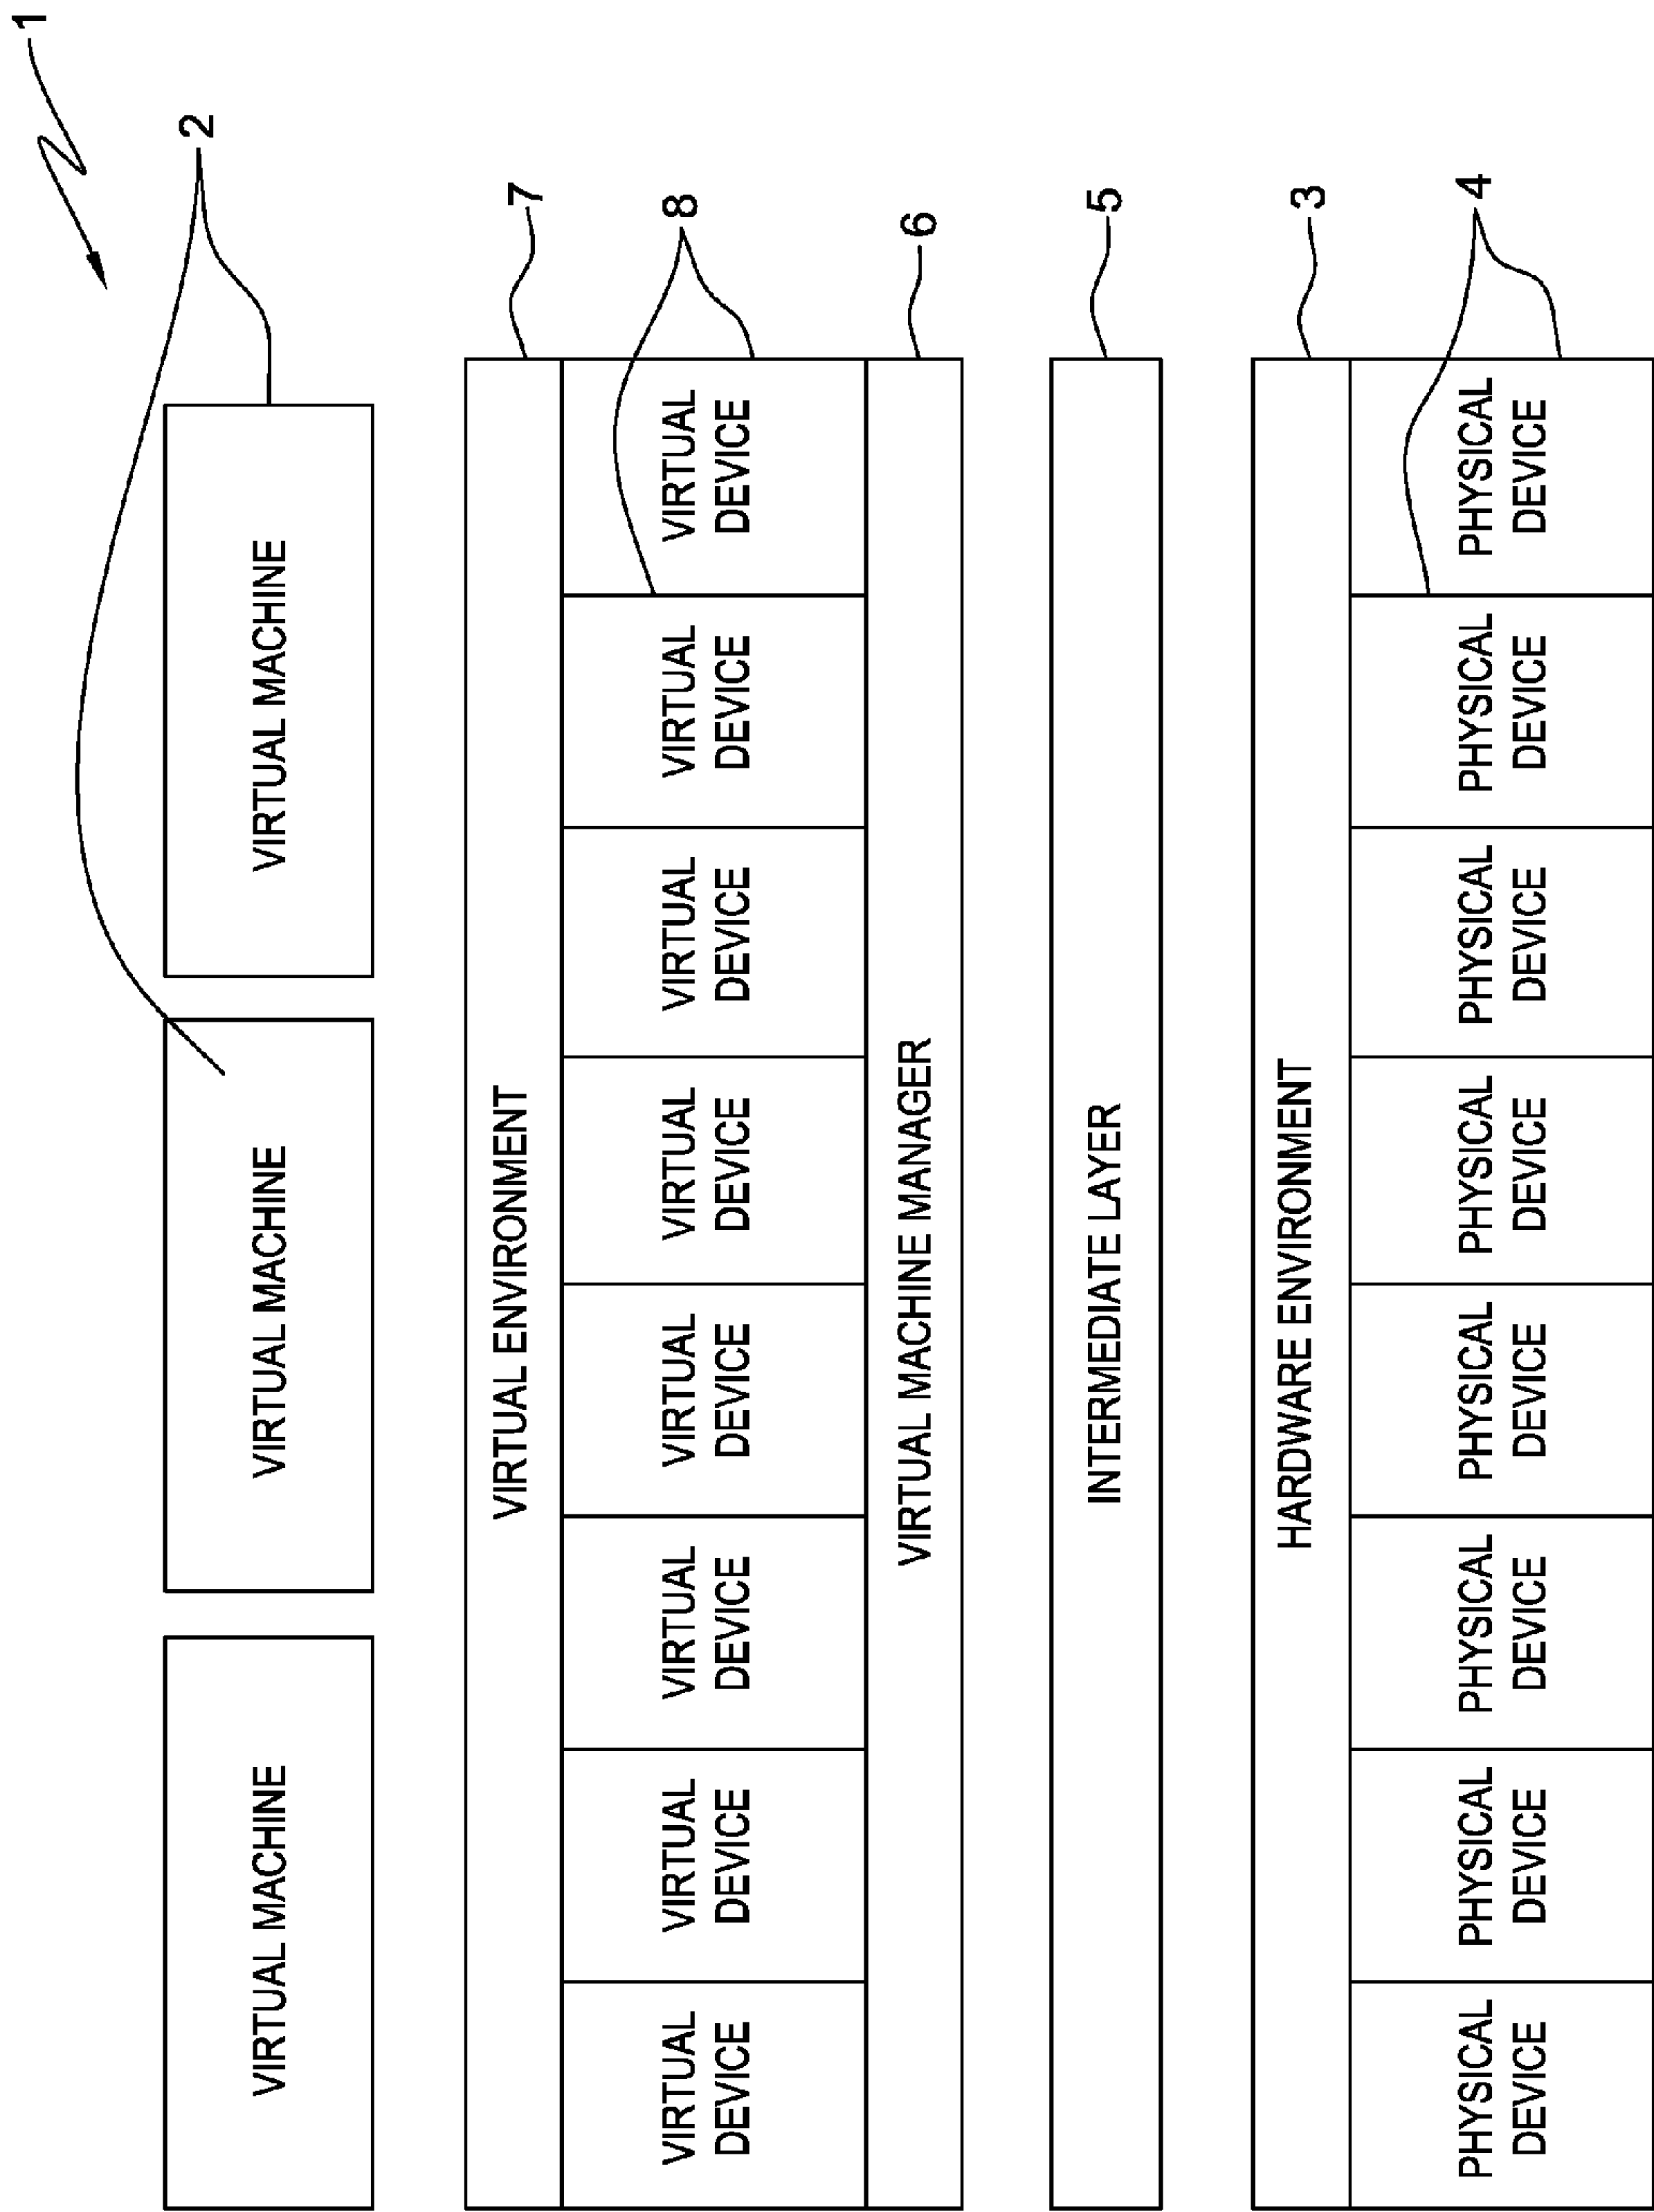 1
2
VIRTUAL MACHINE
VIRTUAL MACHINE
VIRTUAL MACHINE
VIRTUAL ENVIRONMENT
7
VIRTUAL
DEVICE
VIRTUAL
DEVICE
VIRTUAL
DEVICE
VIRTUAL
DEVICE
VIRTUAL
DEVICE
VIRTUAL
DEVICE
VIRTUAL
DEVICE
VIRTUAL
DEVICE
8
VIRTUAL MACHINE MANAGER
6
INTERMEDIATE LAYER
5
HARDWARE ENVIRONMENT
3
PHYSICAL
DEVICE
PHYSICAL
DEVICE
PHYSICAL
DEVICE
PHYSICAL
DEVICE
PHYSICAL
DEVICE
PHYSICAL
DEVICE
PHYSICAL
DEVICE
PHYSICAL
DEVICE
4